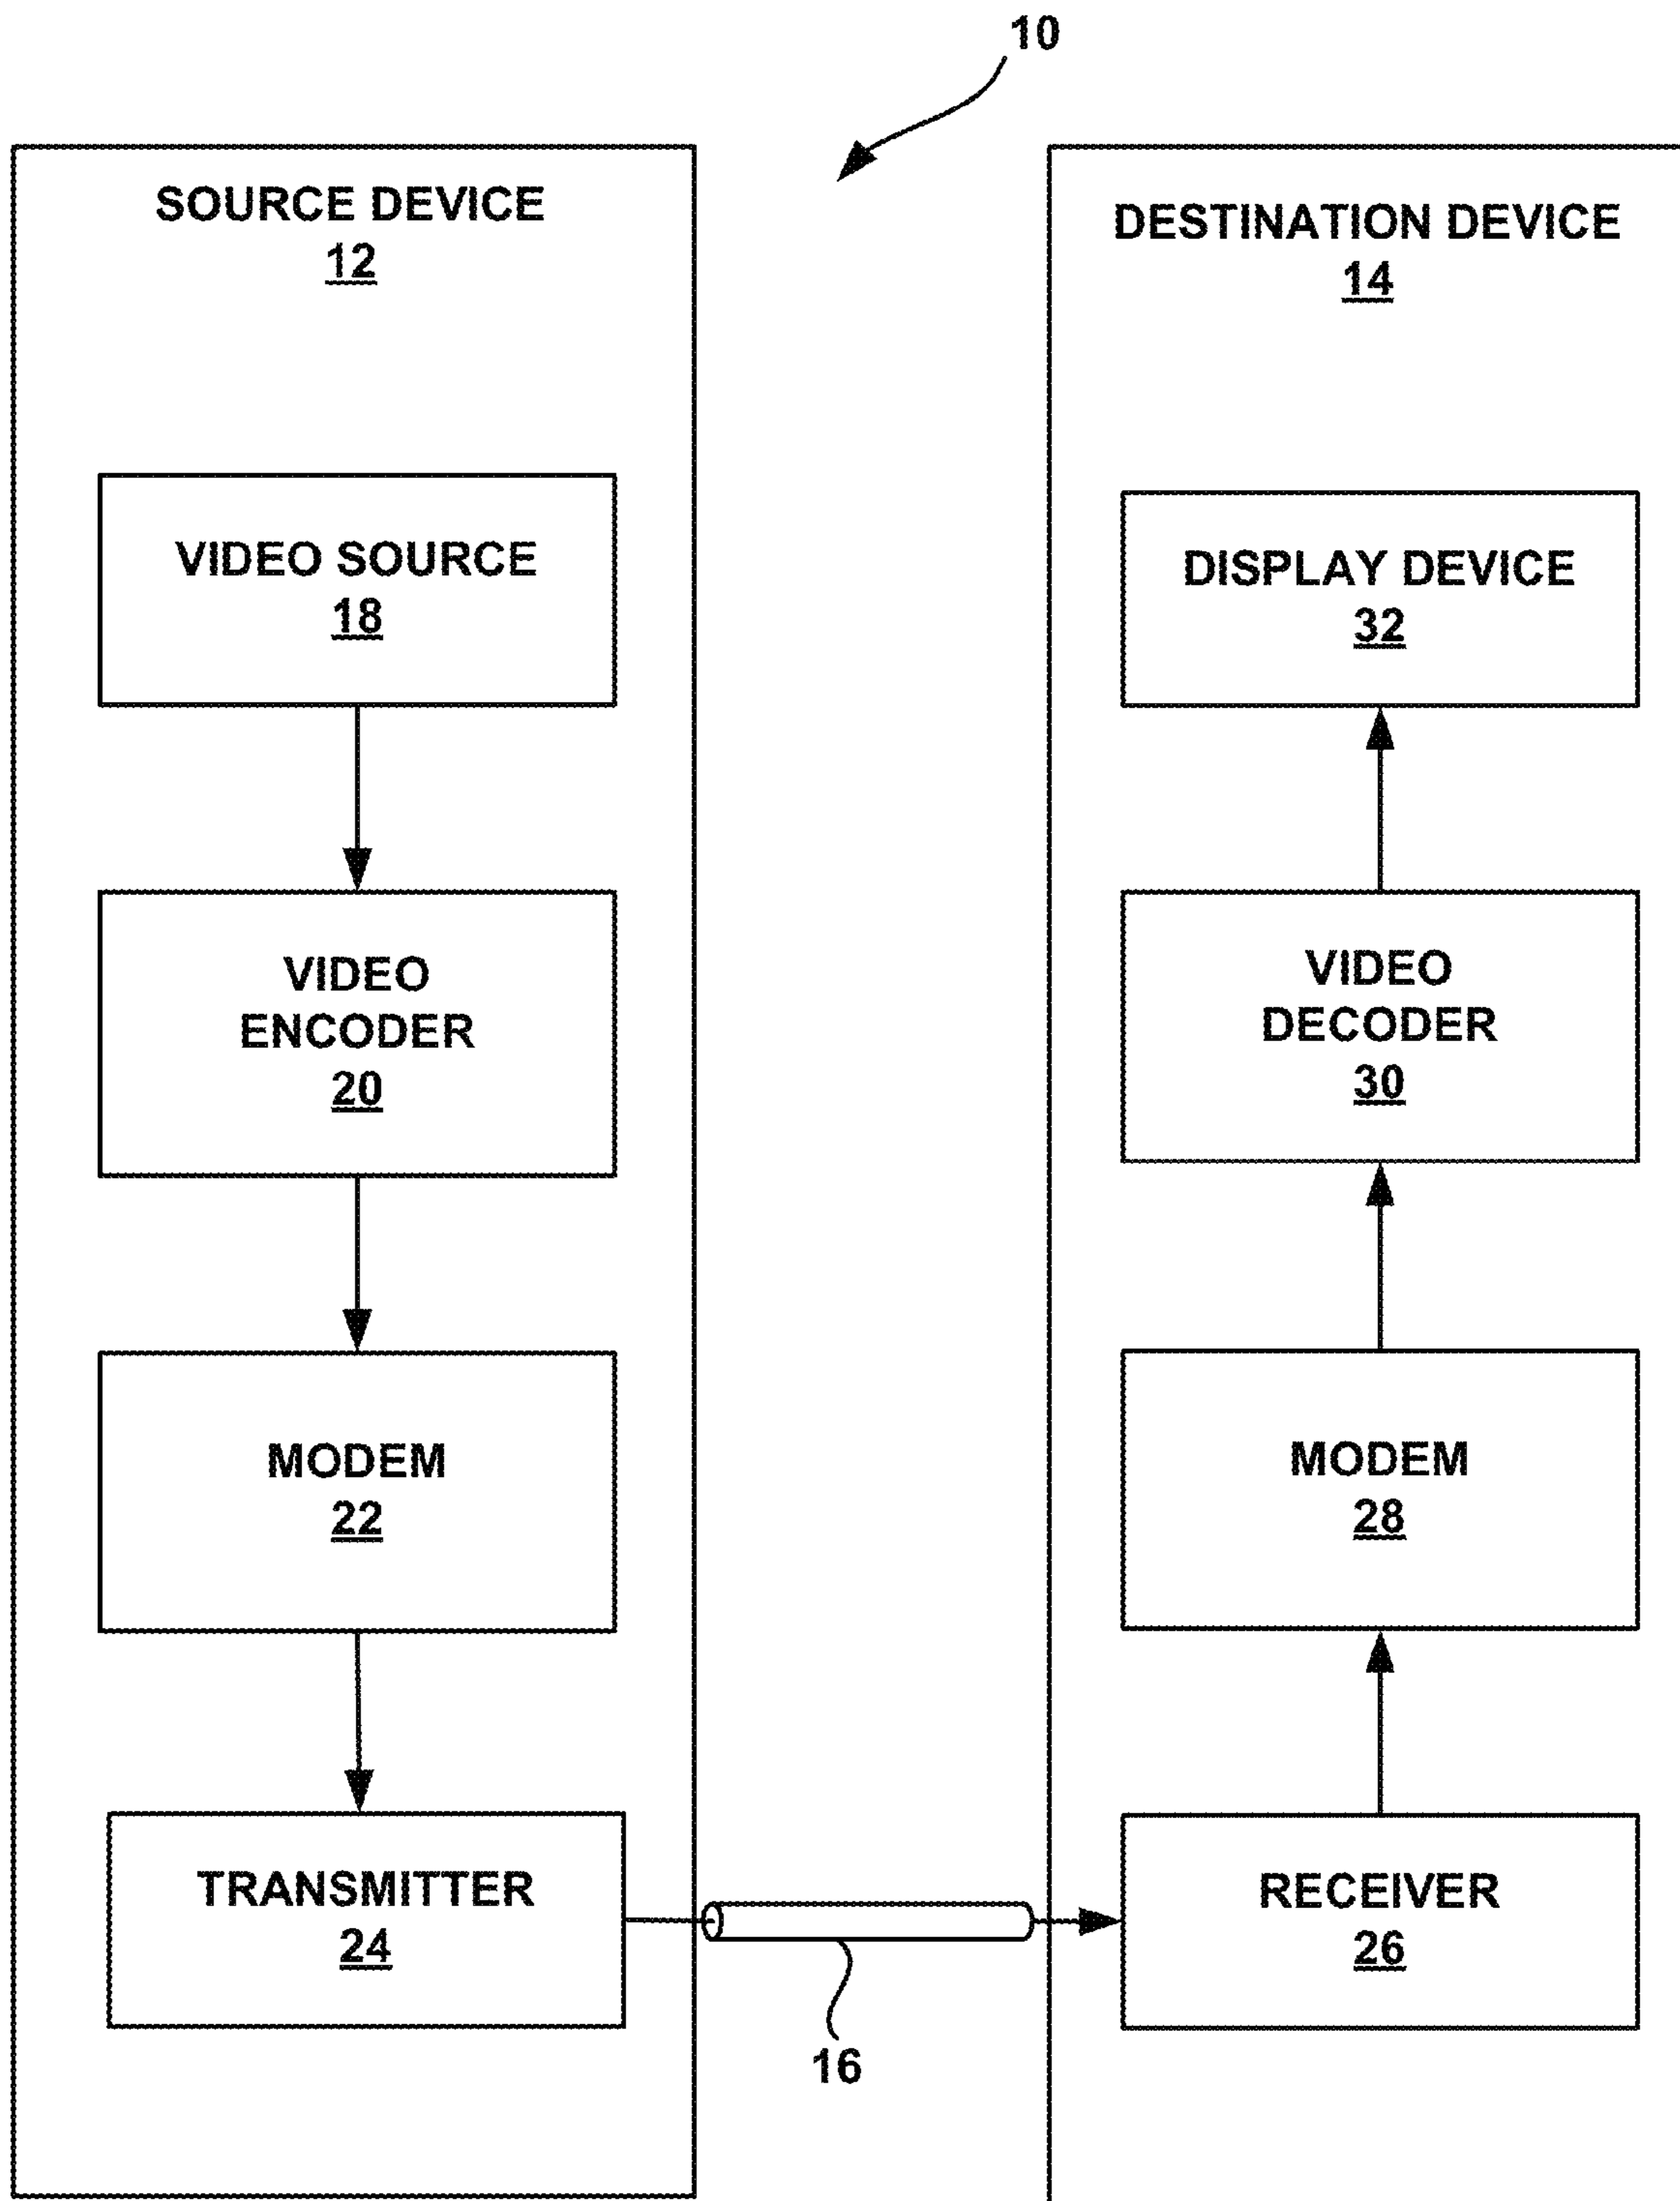 10
SOURCE DEVICE
12
VIDEO SOURCE
18
VIDEO
ENCODER
20
MODEM
22
TRANSMITTER
24
16
DESTINATION DEVICE
14
DISPLAY DEVICE
32
VIDEO
DECODER
30
MODEM
28
RECEIVER
26